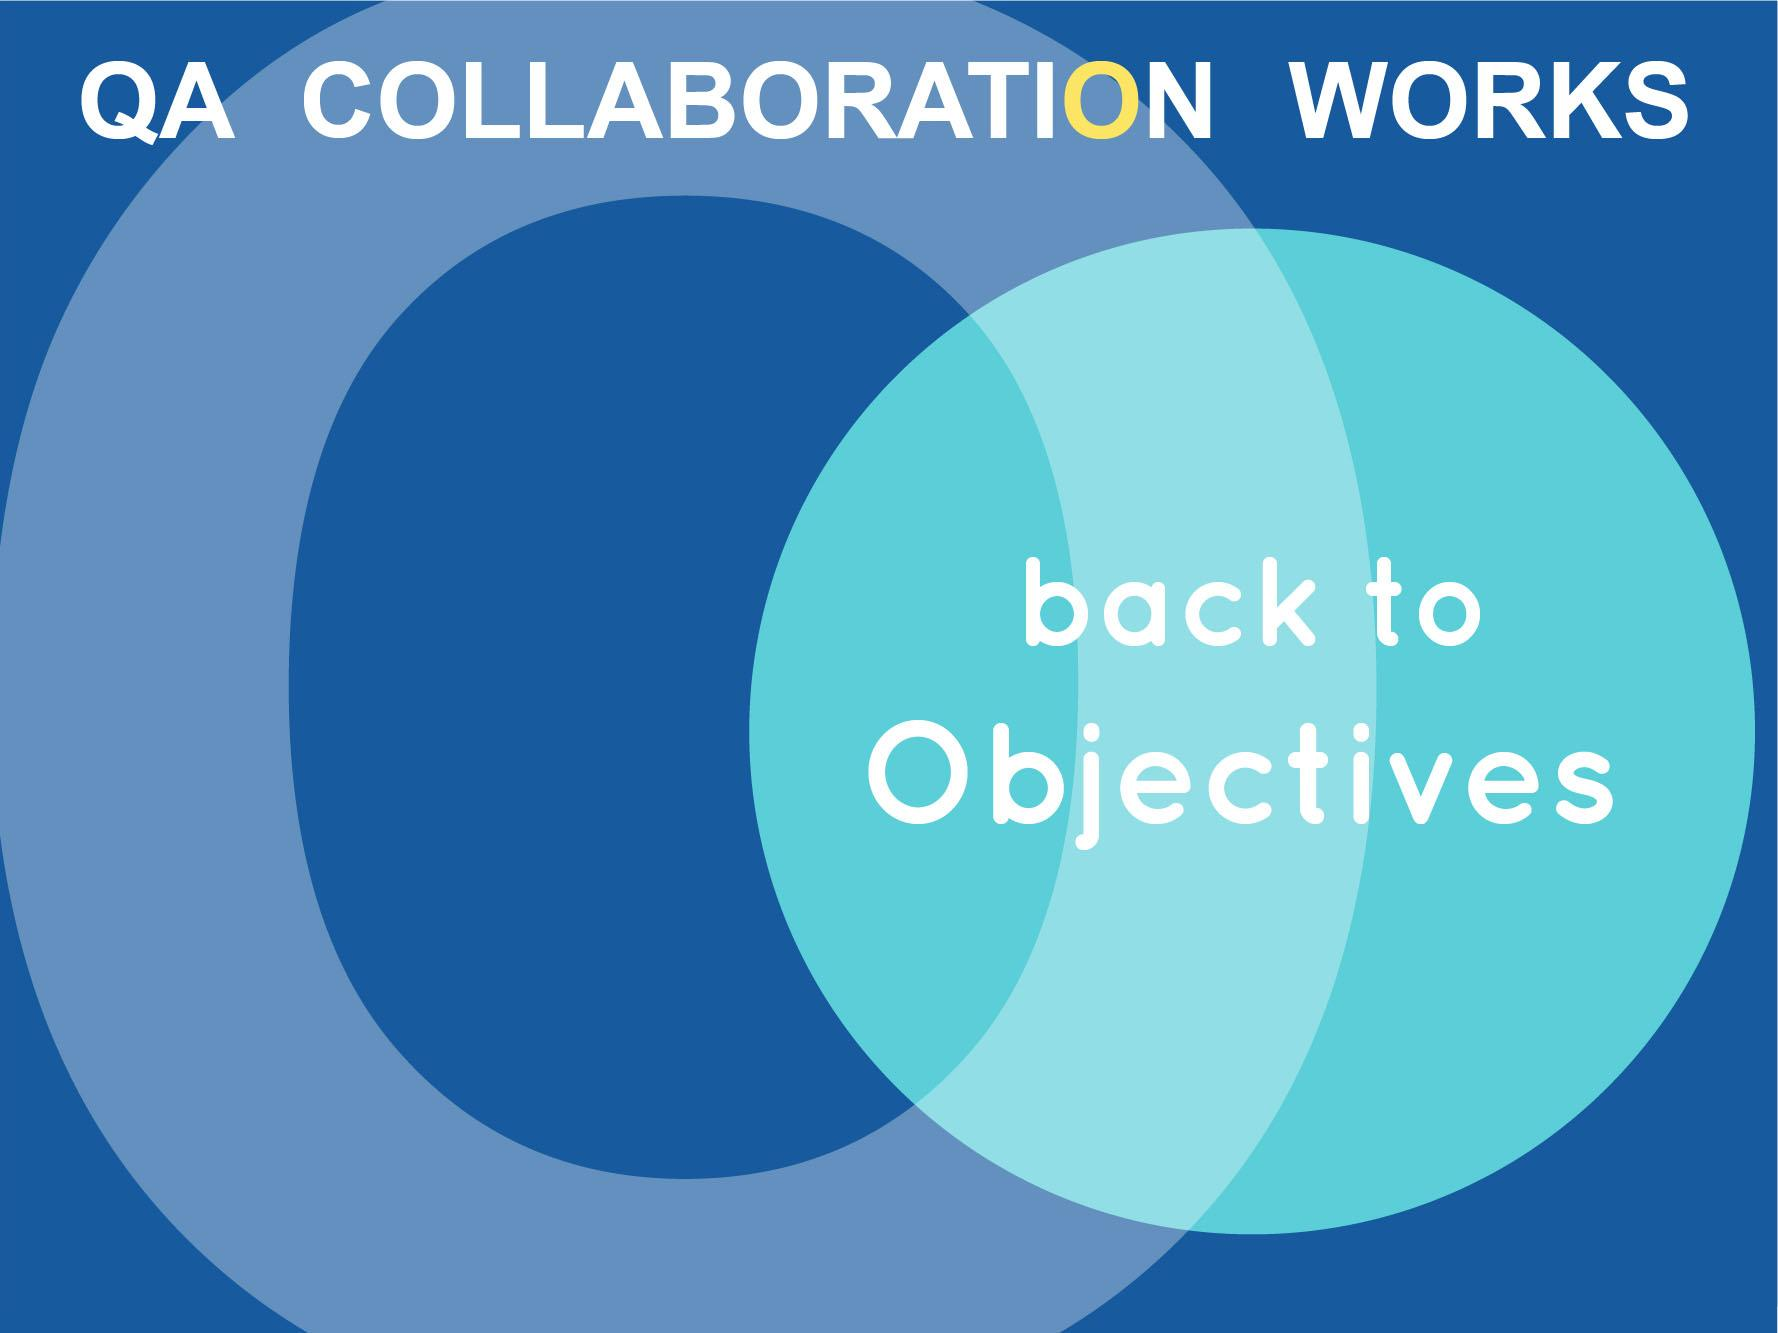 QA COLLABORATION WORKS
back to
Objectives